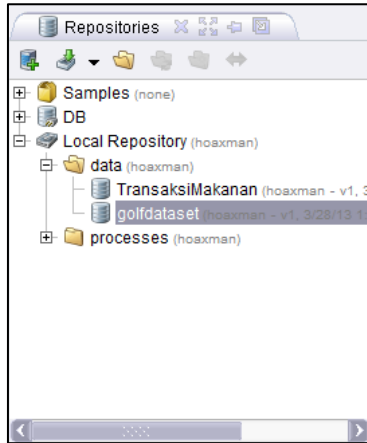 Repositories
Samples (none)
DB
Local Repository (hoaxman)
data (hoaxman)
TransaksiMakanan (hoaxman - v1, 3
golfdataset (hoaxman - v1, 3/28/13 1
processes (hoaxman)